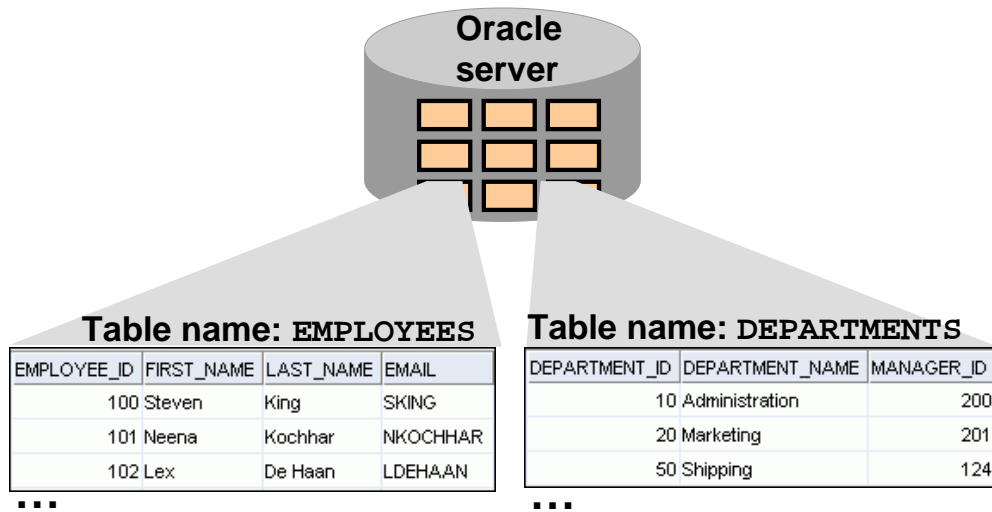 Oracle
server
Table name: EMPLOYEES
EMPLOYEE_ID FIRST_NAME LAST_NAME EMAIL
100 Steven King SKING
101 Neena Kochhar NKOCHHAR
102 Lex De Haan LDEHAAN
...
Table name: DEPARTMENTS
DEPARTMENT_ID DEPARTMENT_NAME MANAGER_ID
10 Administration 200
20 Marketing 201
50 Shipping 124
...